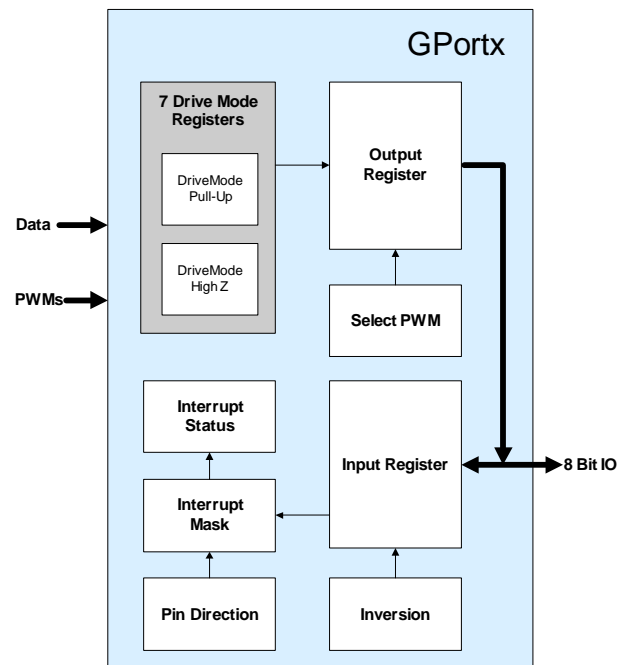 GPortx
7 Drive Mode
Registers
DriveMode
Pull-Up
DriveMode
High Z
Output
Register
Select PWM
Data
PWMs
Interrupt
Status
Interrupt
Mask
Pin Direction
Input Register
Inversion
8 Bit IO